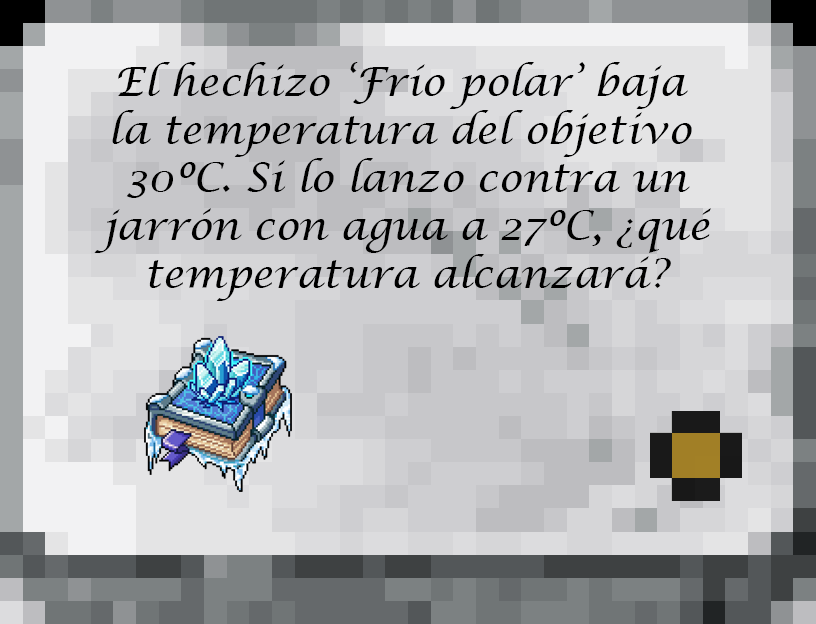 El hechizo ‘Frío polar’ baja
la temperatura del objetivo
30ºC. Si lo lanzo contra un
jarrón con agua a 27ºC, ¿qué
temperatura alcanzará?